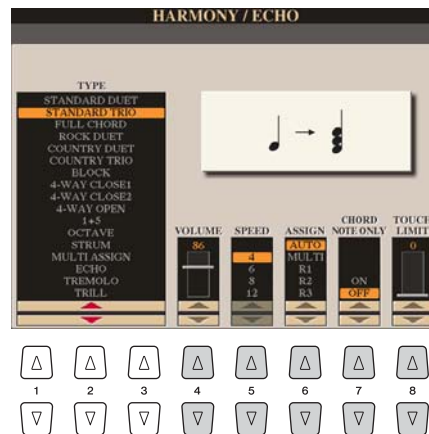 HARMONY / ECHO
TYPE
STANDARD DUET
STANDARD TRIO
FULL CHORD
ROCK DUET
COUNTRY DUET
COUNTRY TRIO
BLOCK
4-WAY CLOSE1
4-WAY CLOSE2
4-WAY OPEN
1+5
OCTAVE
STRUM
MULTI ASSIGN
ECHO
TREMOLO
TRILL
VOLUME
86
SPEED
4
6
8
12
ASSIGN
AUTO
MULTI
R1
R2
R3
CHORD
NOTE ONLY
ON
OFF
TOUCH
LIMIT
0
1 2 3 4 5 6 7 8